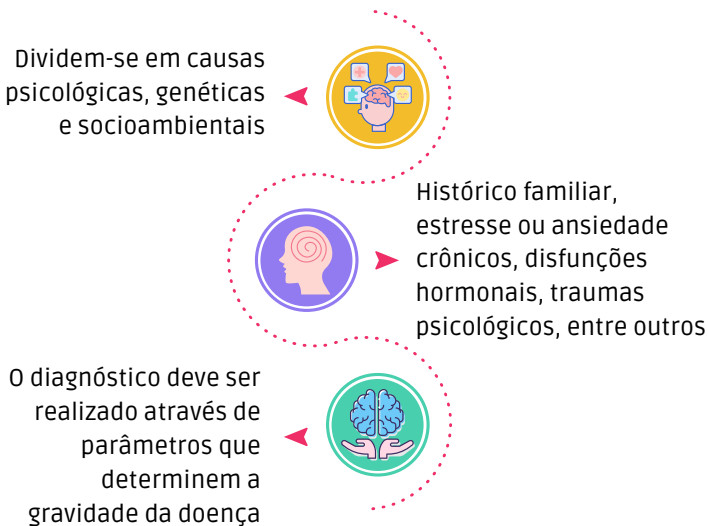 Dividem-se em causas
psicológicas, genéticas
e socioambientais
Histórico familiar,
estresse ou ansiedade
crônicos, disfunções
hormonais, traumas
psicológicos, entre outros
O diagnóstico deve ser
realizado através de
parâmetros que
determinem a
gravidade da doença